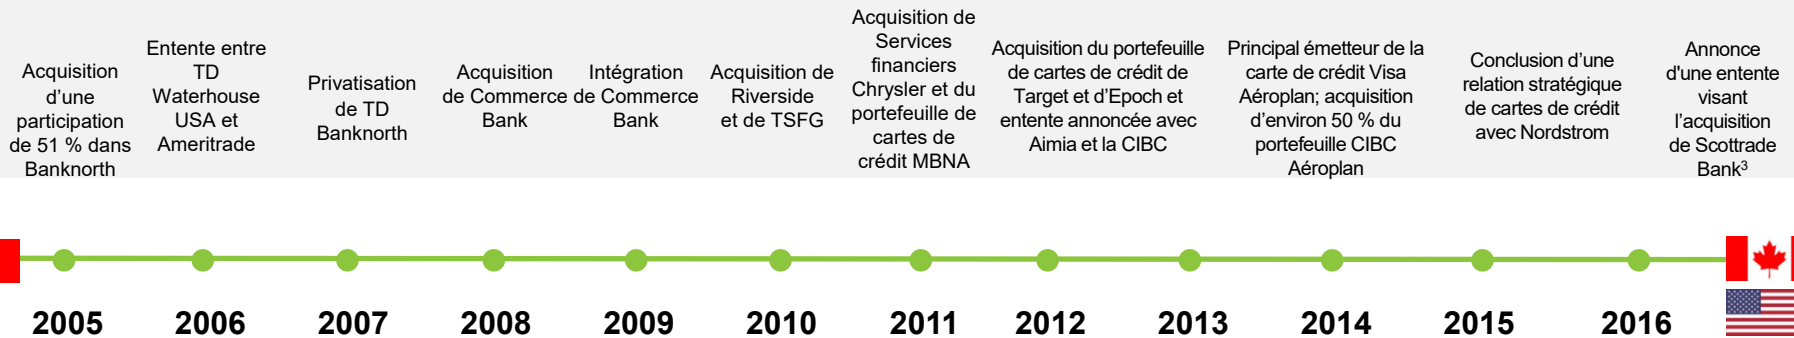 Acquisition
d’une
participation
de 51 % dans
Banknorth
Entente entre
TD
Waterhouse
USA et
Ameritrade
Privatisation
de TD
Banknorth
Acquisition
de Commerce
Bank
Intégration
de Commerce
Bank
Acquisition de
Riverside
et de TSFG
Acquisition de
Services
financiers
Chrysler et du
portefeuille de
cartes de
crédit MBNA
Acquisition du portefeuille
de cartes de crédit de
Target et d’Epoch et
entente annoncée avec
Aimia et la CIBC
Principal émetteur de la
carte de crédit Visa
Aéroplan; acquisition
d’environ 50 % du
portefeuille CIBC
Aéroplan
Conclusion d’une
relation stratégique
de cartes de crédit
avec Nordstrom
Annonce
d'une entente
visant
l’acquisition
de Scottrade
Bank³
2005 2006 2007 2008 2009 2010 2011 2012 2013 2014 2015 2016